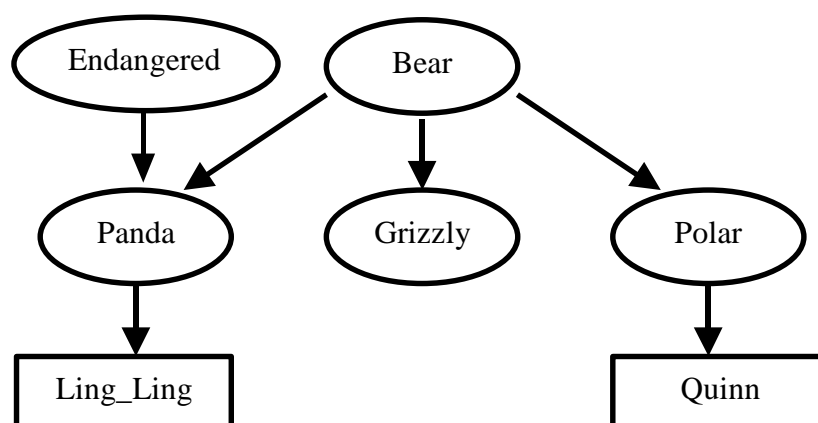 Endangered
Bear
Panda
Grizzly
Polar
Ling_Ling
Quinn